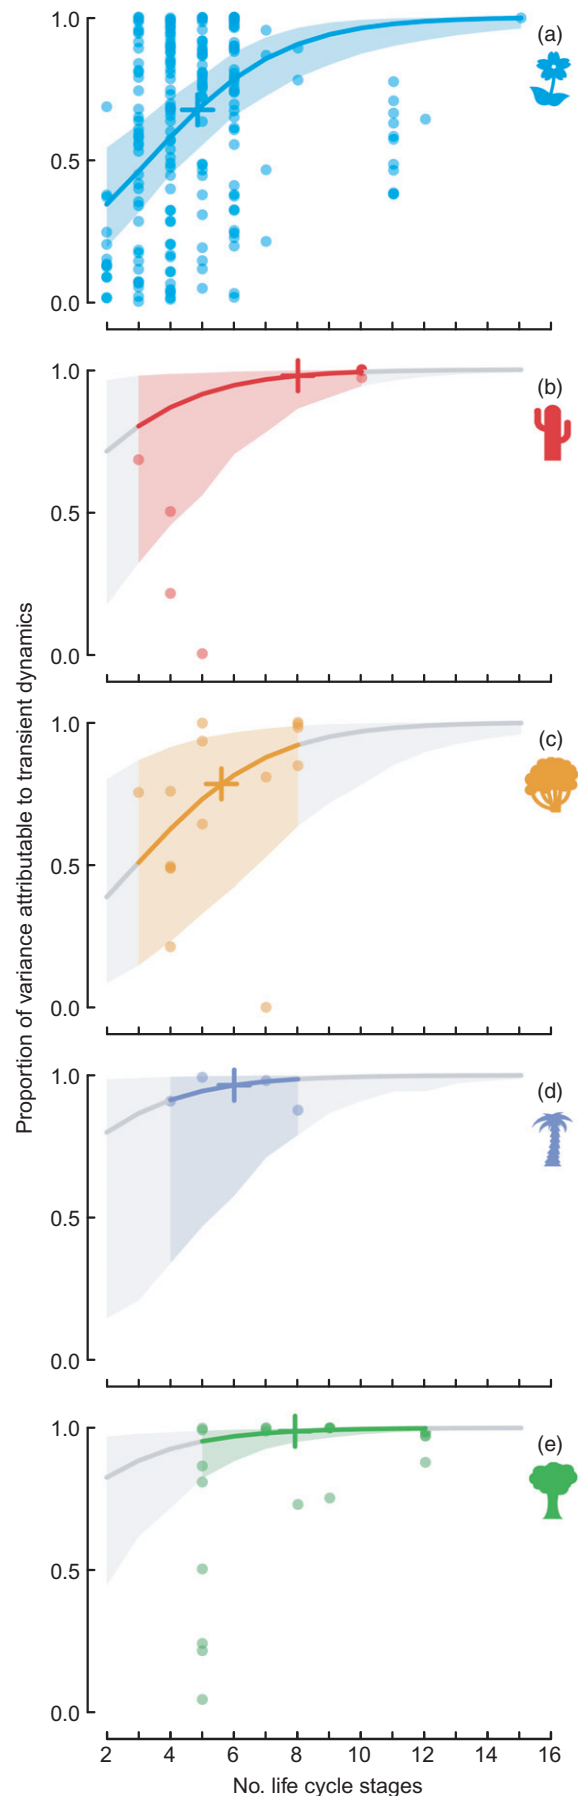 1.0
(a)
0.5
0.0
1.0
(b)
0.5
0.0
Proportion of variance attributable to transient dynamics
1.0
(c)
0.5
0.0
1.0
(d)
0.5
0.0
1.0
(e)
0.5
0.0
2 4 6 8 10 12 14 16
No. life cycle stages